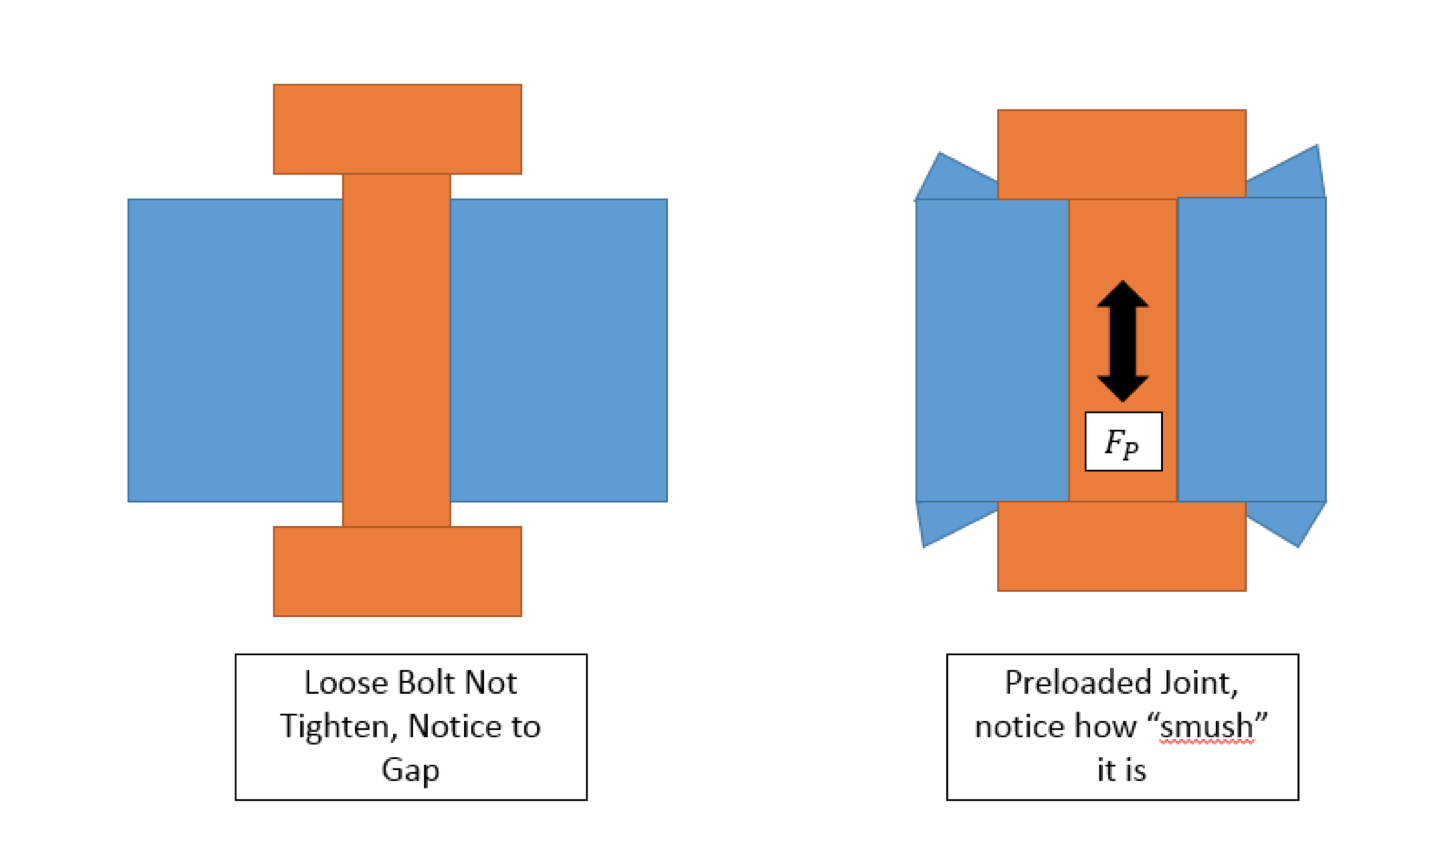 F_P
Loose Bolt Not
Tighten, Notice to
Gap
Preloaded Joint,
notice how “smush”
it is